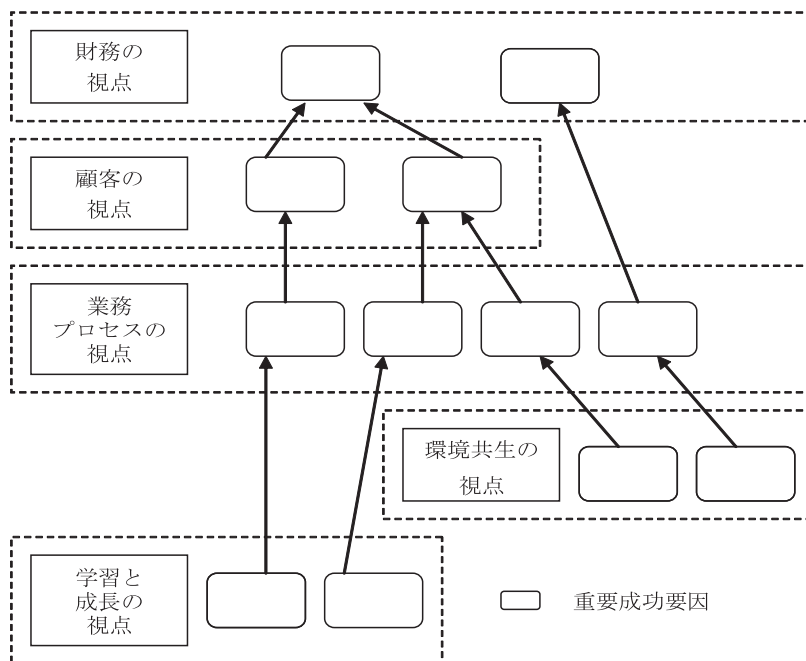 財務の
視点
顧客の
視点
業務
プロセスの
視点
環境共生の
視点
学習と
成長の
視点
重要成功要因